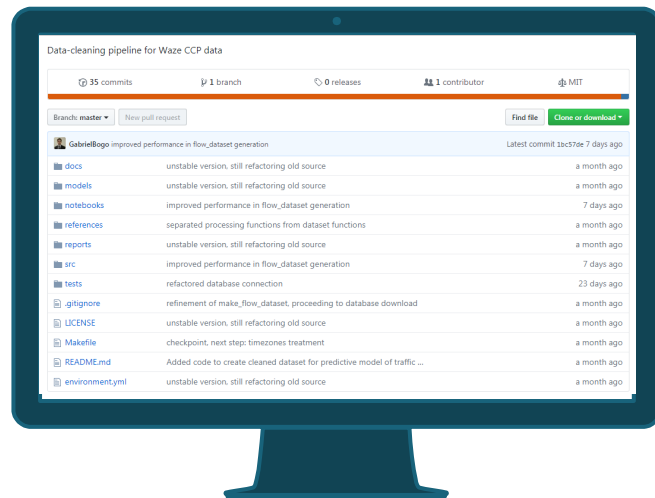 Data-cleaning pipeline for Waze CCP data
35 commits 1 branch 0 releases 1 contributor MIT
Branch: master New pull request Find file Clone or download
GabrielBogo improved performance in flow_dataset generation Latest commit 1bc57de 7 days ago
docs unstable version, still refactoring old source a month ago
models unstable version, still refactoring old source a month ago
notebooks improved performance in flow_dataset generation 7 days ago
references separated processing functions from dataset functions a month ago
reports unstable version, still refactoring old source a month ago
src improved performance in flow_dataset generation 7 days ago
tests refactored database connection 23 days ago
.gitignore refinement of make_flow_dataset, proceeding to database download a month ago
LICENSE unstable version, still refactoring old source a month ago
Makefile checkpoint, next step: timezones treatment a month ago
README.md Added code to create cleaned dataset for predictive model of traffic ... a month ago
environment.yml unstable version, still refactoring old source a month ago